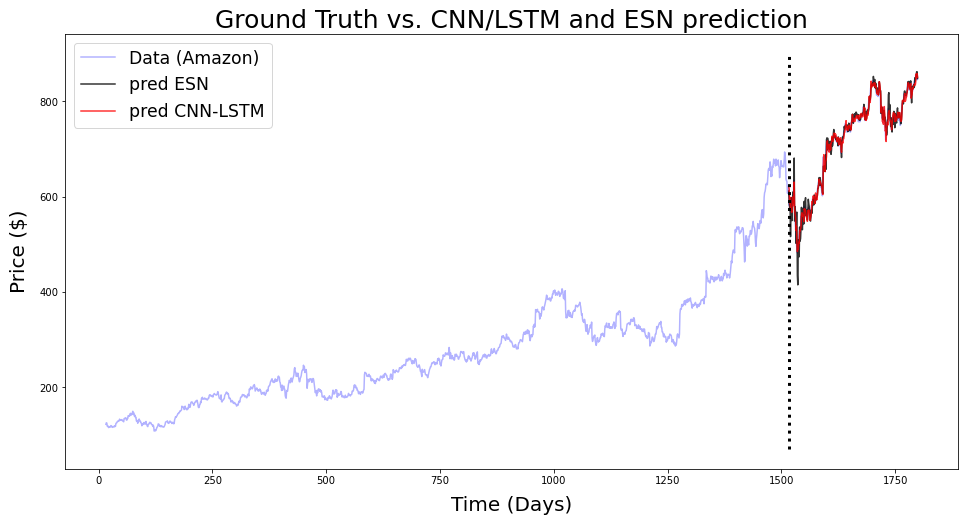 Ground Truth vs. CNN/LSTM and ESN prediction
Data (Amazon)
pred ESN
pred CNN-LSTM
Price ($)
800
600
400
200
0 250 500 750 1000 1250 1500 1750
Time (Days)